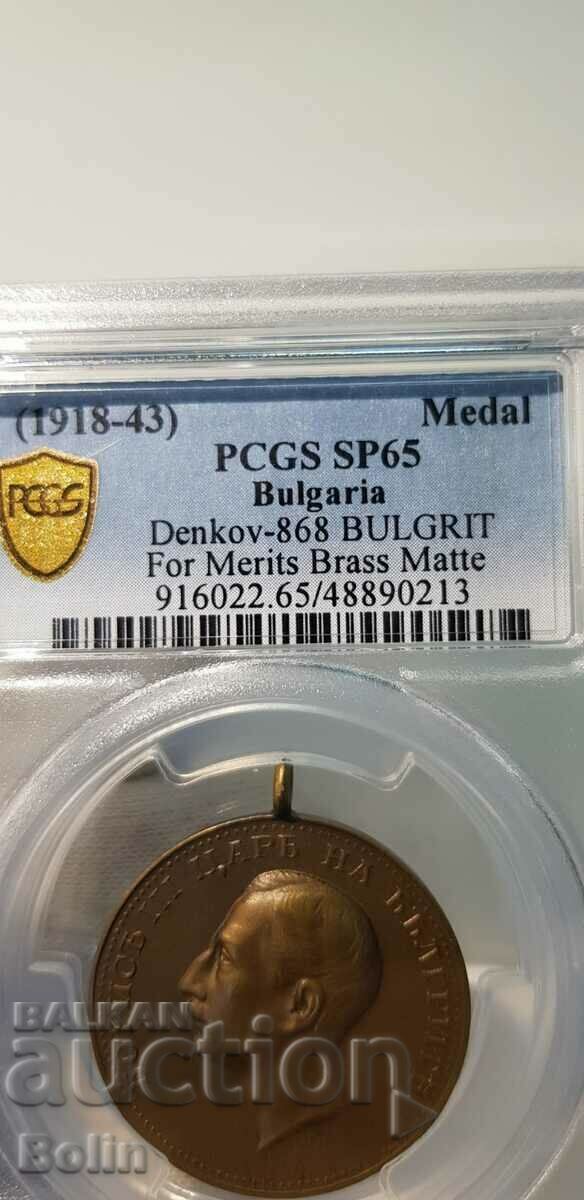 (1918-43) Medal
PCGS PCGS SP65
Bulgaria
Denkov-868 BULGRIT
For Merits Brass Matte
916022.65/48890213
ЦАРЬ НА БЪЛГАРИТѢ
BALKAN
auction
Bolin